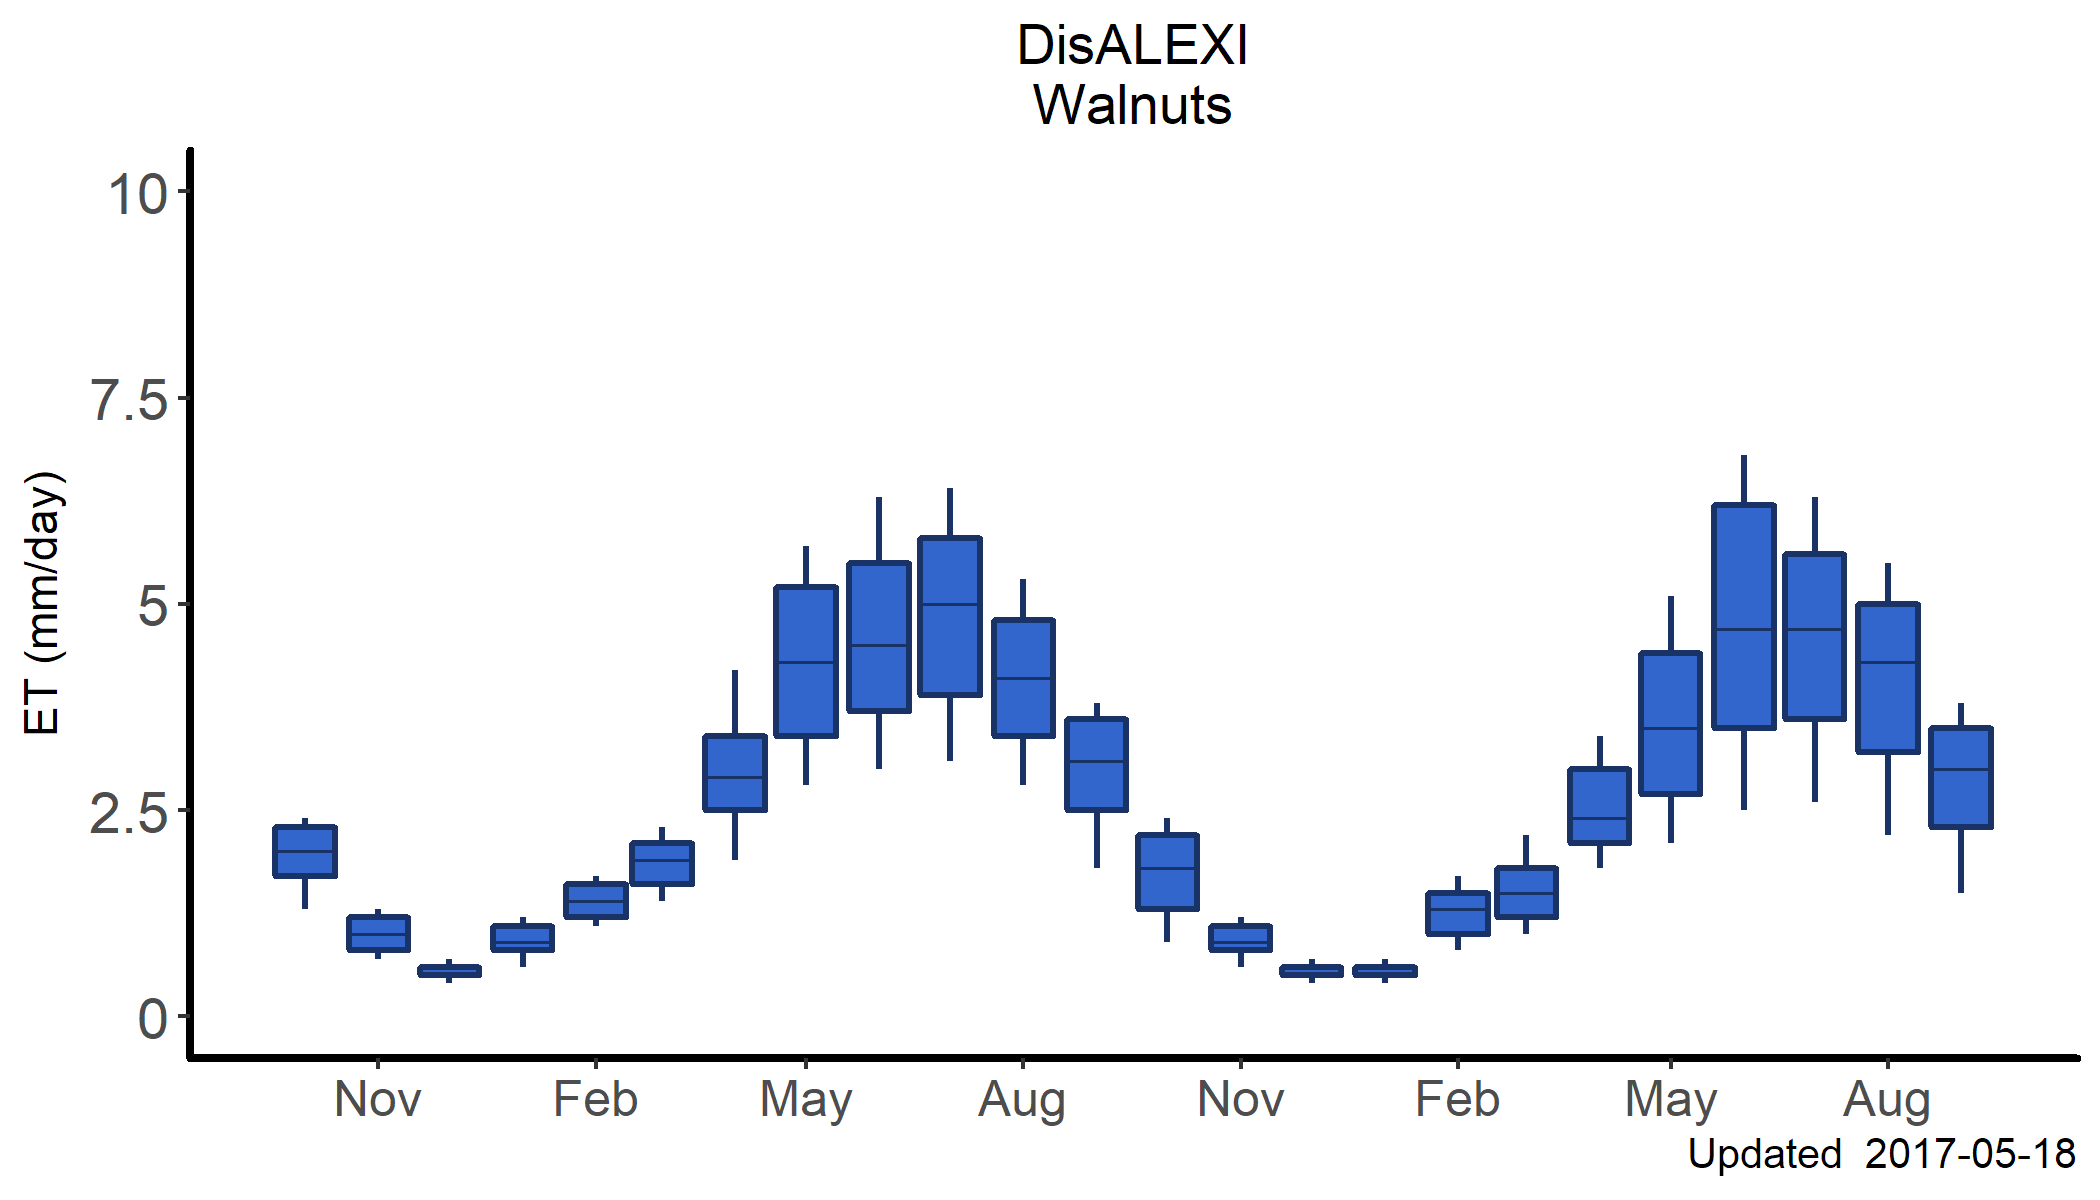 DisALEXI
Walnuts
ET (mm/day)
10
7.5
5
2.5
0
Nov Feb May Aug Nov Feb May Aug
Updated 2017-05-18